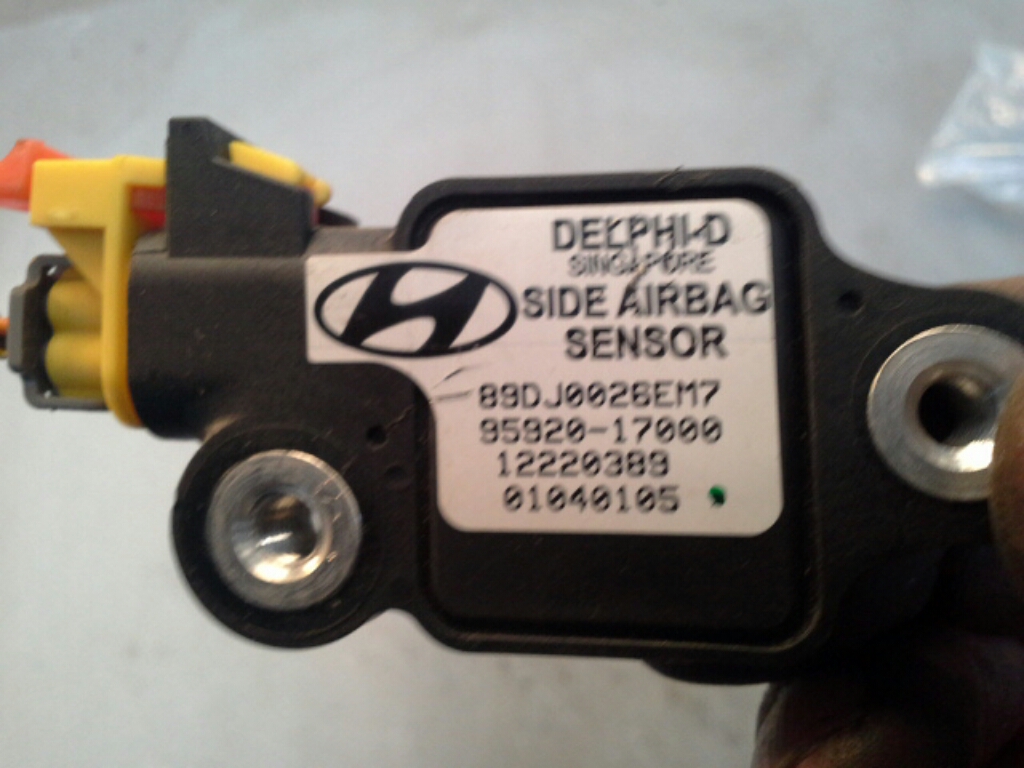 DELPHI-D
SINGAPORE
SIDE AIRBAG
SENSOR
89DJ0026EM7
95920-17000
12220389
01040105